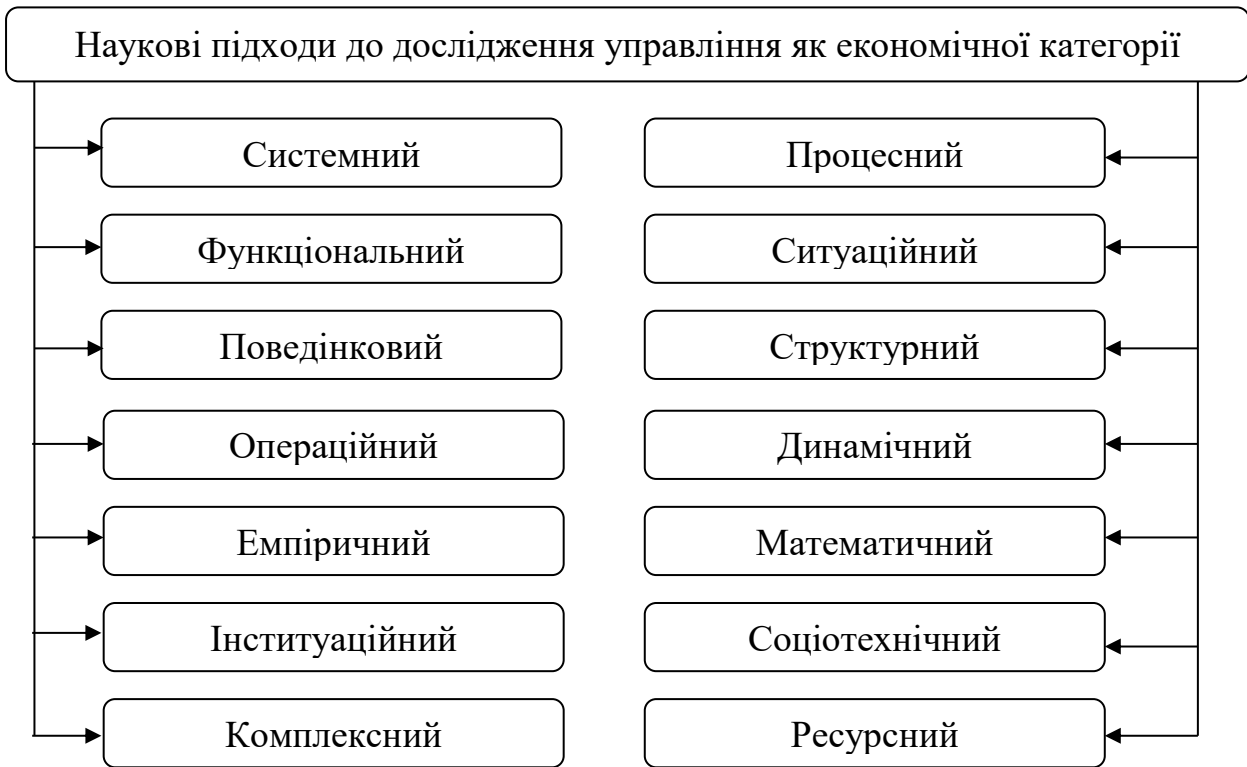 Наукові підходи до дослідження управління як економічної категорії
Системний
Процесний
Функціональний
Ситуаційний
Поведінковий
Структурний
Операційний
Динамічний
Емпіричний
Математичний
Інституаційний
Соціотехнічний
Комплексний
Ресурсний